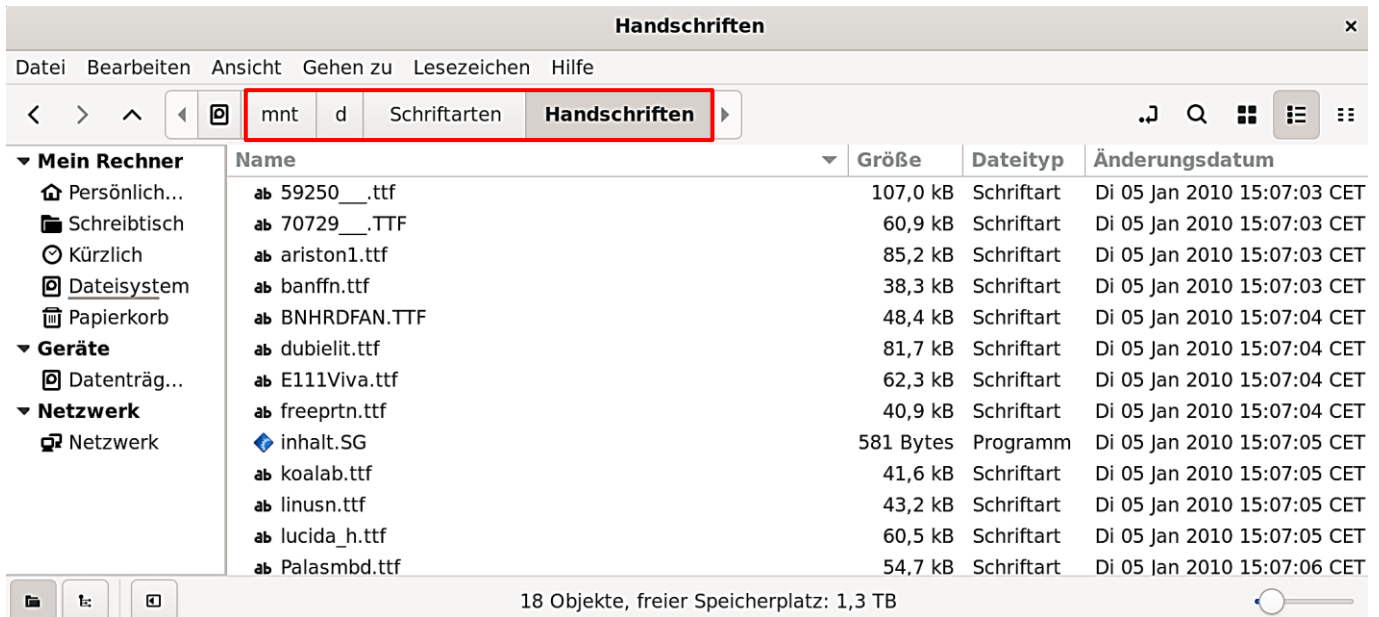 Handschriften ×
Datei Bearbeiten Ansicht Gehen zu Lesezeichen Hilfe
mnt d Schriftarten Handschriften
Mein Rechner Name Größe Dateityp Änderungsdatum
Persönlich... ab 59250___.ttf 107,0 kB Schriftart Di 05 Jan 2010 15:07:03 CET
Schreibtisch ab 70729___.TTF 60,9 kB Schriftart Di 05 Jan 2010 15:07:03 CET
Kürzlich ab ariston1.ttf 85,2 kB Schriftart Di 05 Jan 2010 15:07:03 CET
Dateisystem ab banffn.ttf 38,3 kB Schriftart Di 05 Jan 2010 15:07:03 CET
Papierkorb ab BNHRDFAN.TTF 48,4 kB Schriftart Di 05 Jan 2010 15:07:04 CET
Geräte ab dubielit.ttf 81,7 kB Schriftart Di 05 Jan 2010 15:07:04 CET
Datenträg... ab E111Viva.ttf 62,3 kB Schriftart Di 05 Jan 2010 15:07:04 CET
Netzwerk ab freeprtn.ttf 40,9 kB Schriftart Di 05 Jan 2010 15:07:04 CET
Netzwerk inhalt.SG 581 Bytes Programm Di 05 Jan 2010 15:07:05 CET
ab koalab.ttf 41,6 kB Schriftart Di 05 Jan 2010 15:07:05 CET
ab linusn.ttf 43,2 kB Schriftart Di 05 Jan 2010 15:07:05 CET
ab lucida_h.ttf 60,5 kB Schriftart Di 05 Jan 2010 15:07:05 CET
ab Palasmbd.ttf 54,7 kB Schriftart Di 05 Jan 2010 15:07:06 CET
18 Objekte, freier Speicherplatz: 1,3 TB